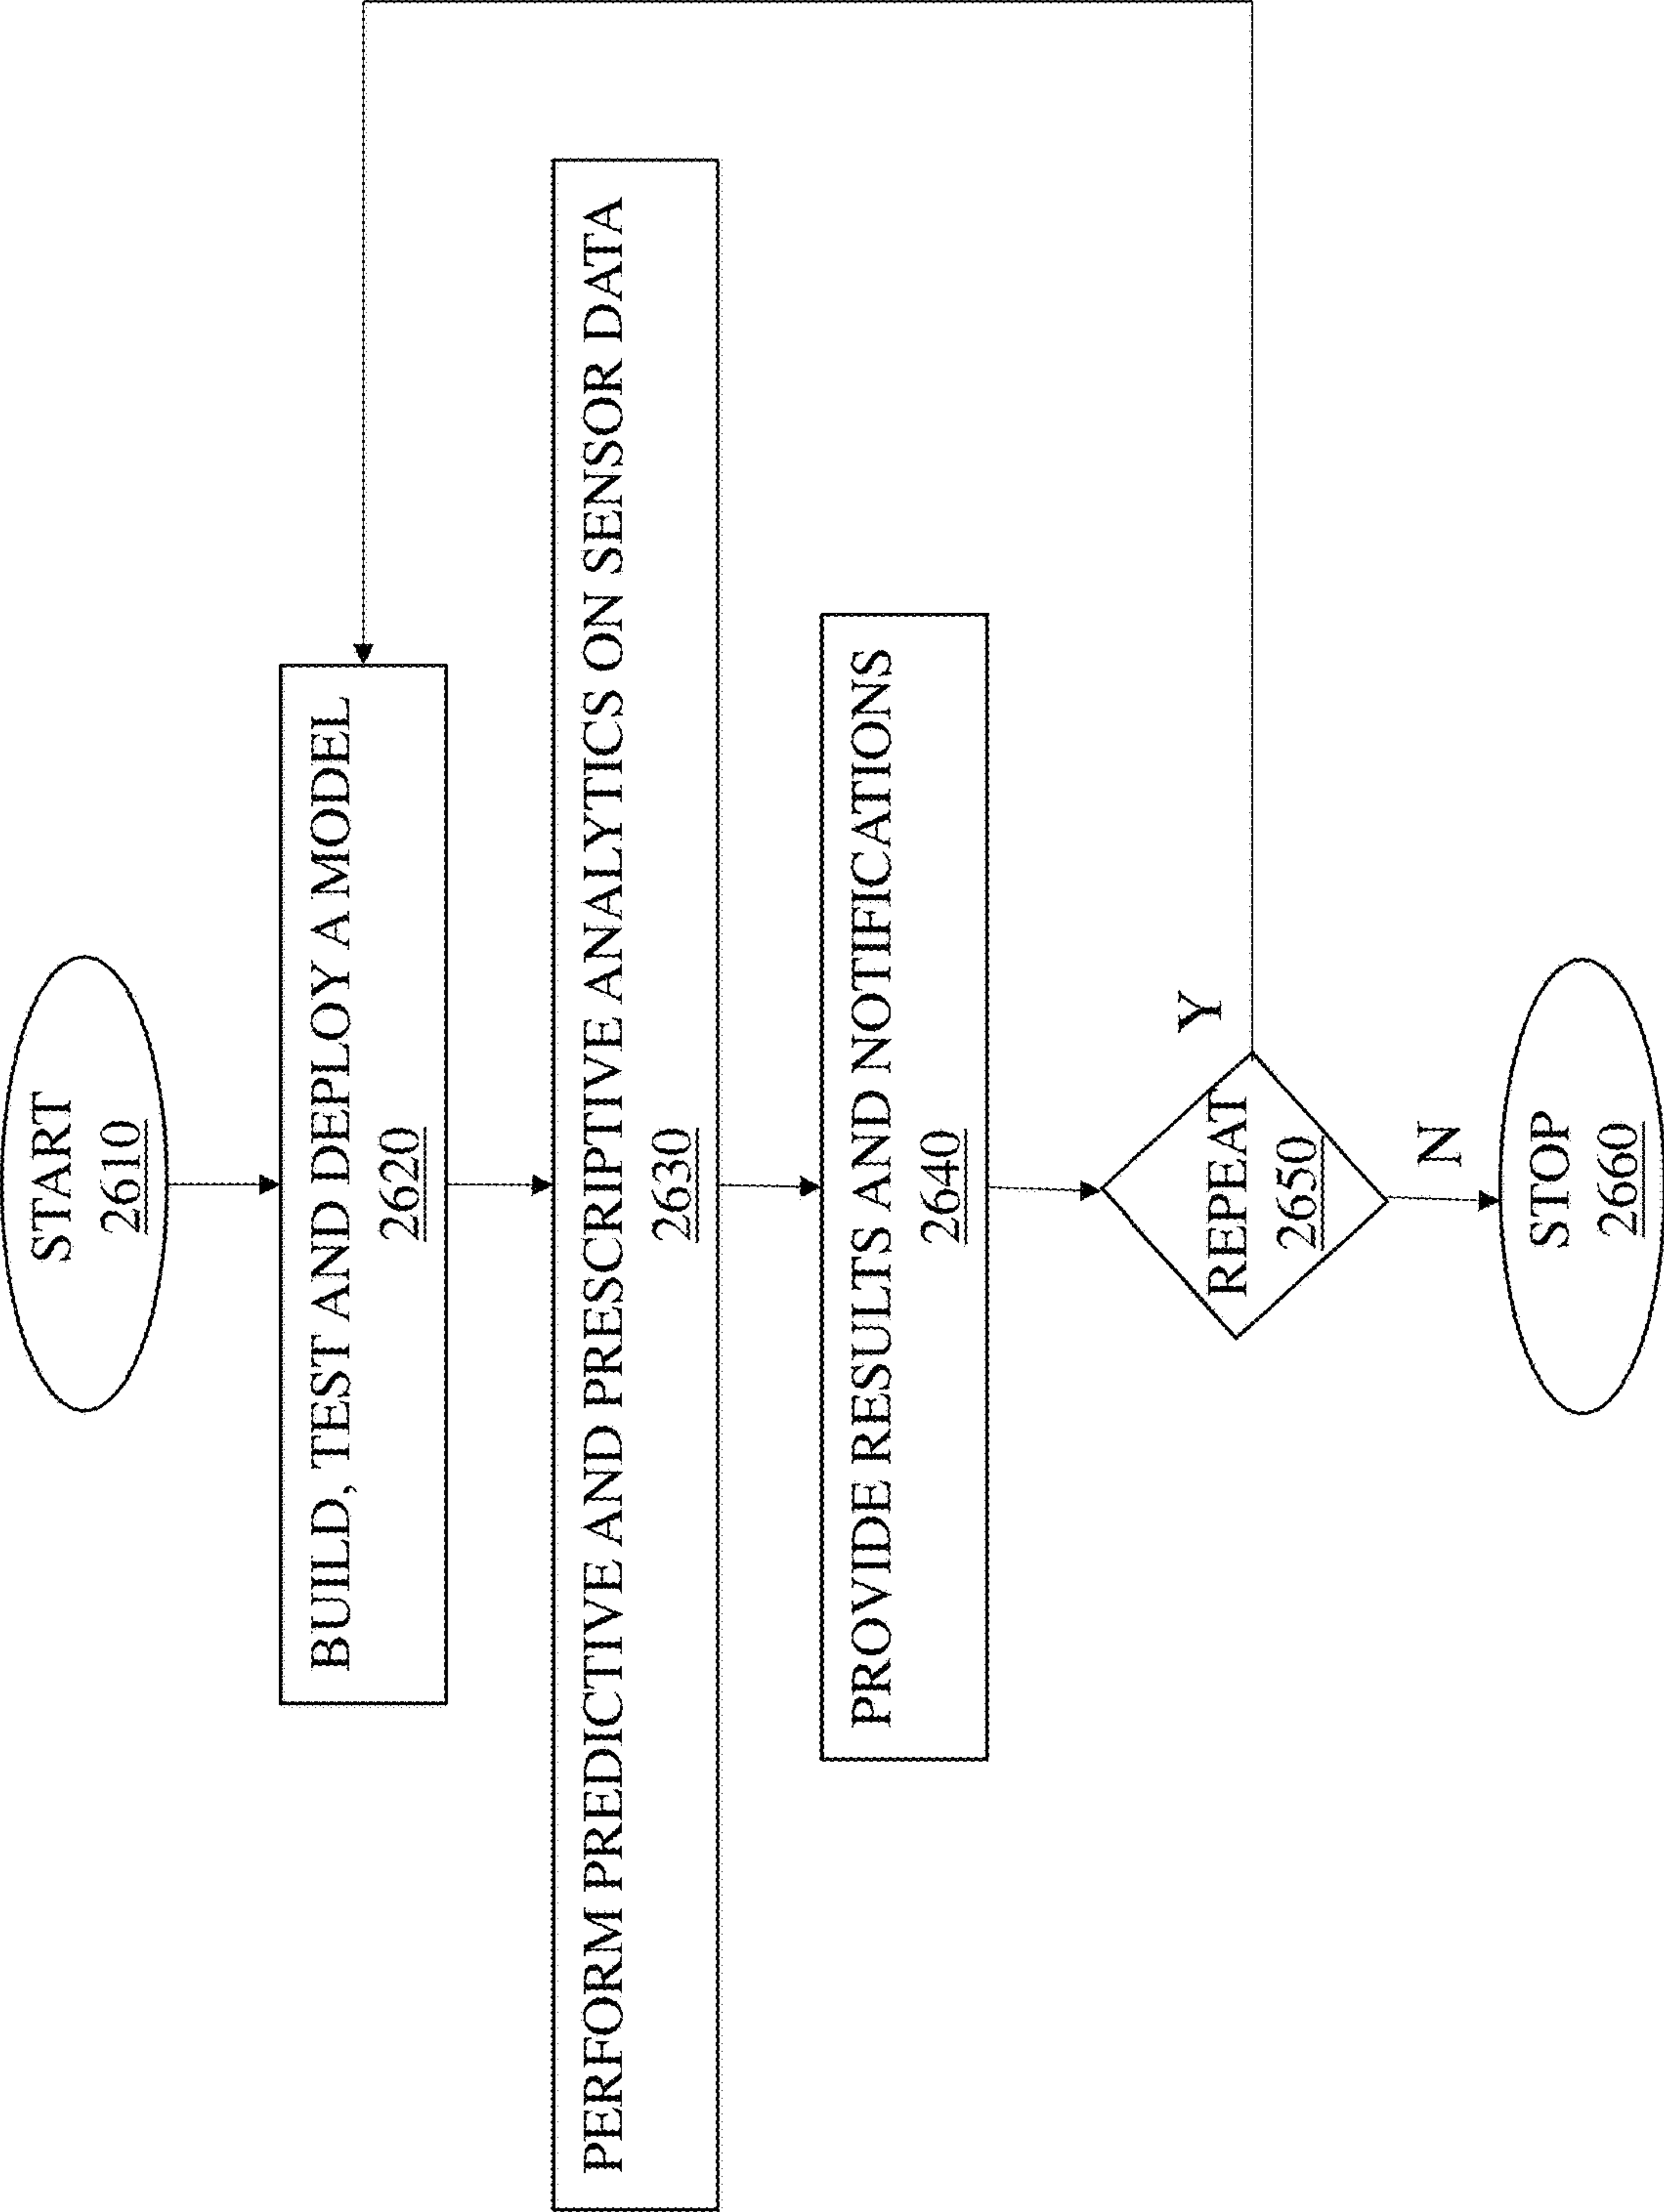 START
2610
BUILD, TEST AND DEPLOY A MODEL
2620
PERFORM PREDICTIVE AND PRESCRIPTIVE ANALYTICS ON SENSOR DATA
2630
PROVIDE RESULTS AND NOTIFICATIONS
2640
REPEAT
2650
Y
N
STOP
2660